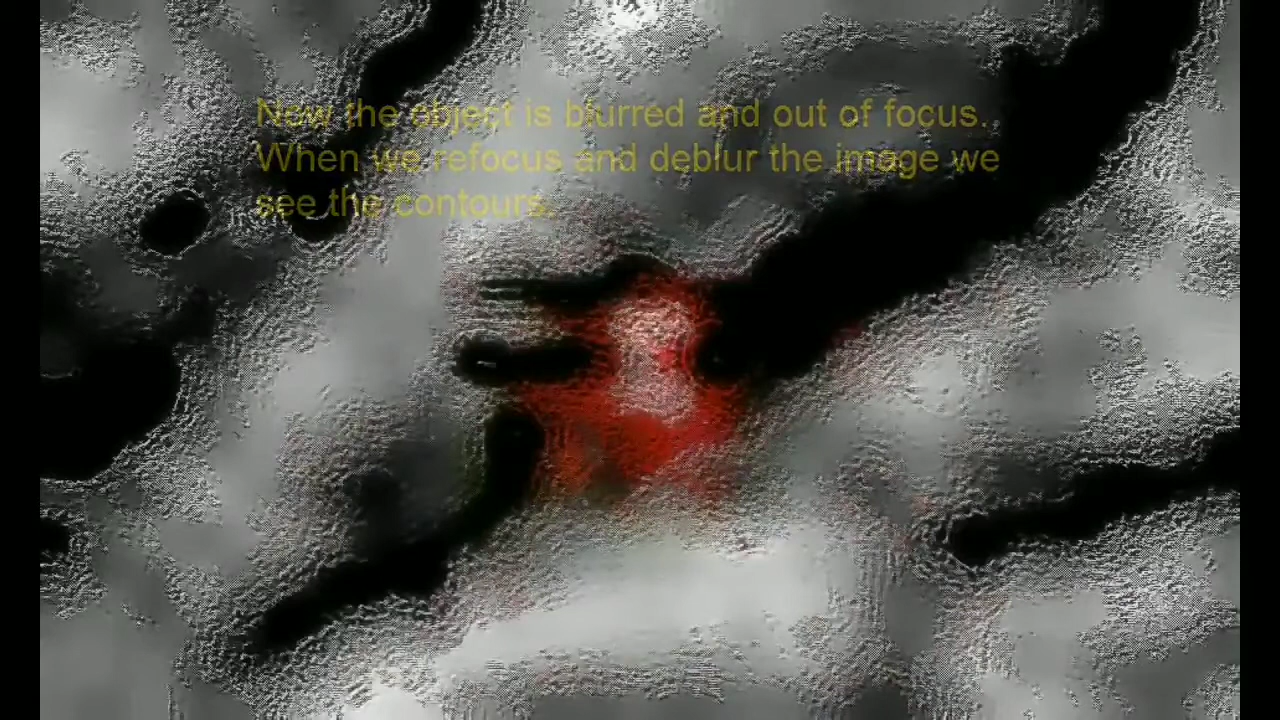 Now the object is blurred and out of focus.
When we refocus and deblur the image we
see the contours.